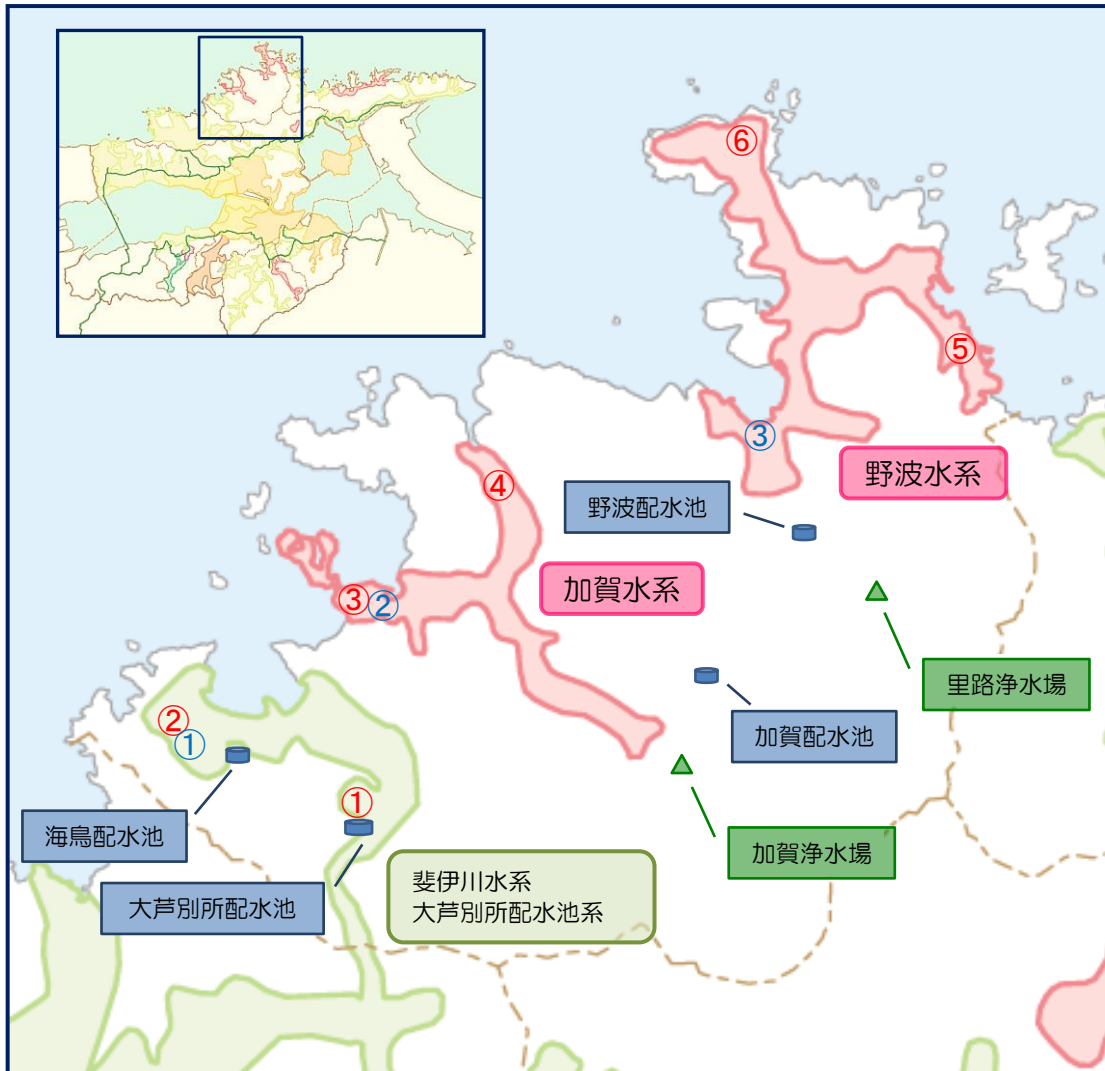 ⑥
⑤
③
野波水系
④
野波配水池
加賀水系
③②
里路浄水場
加賀配水池
②
①
①
海鳥配水池
加賀浄水場
大芦別所配水池
斐伊川水系
大芦別所配水池系